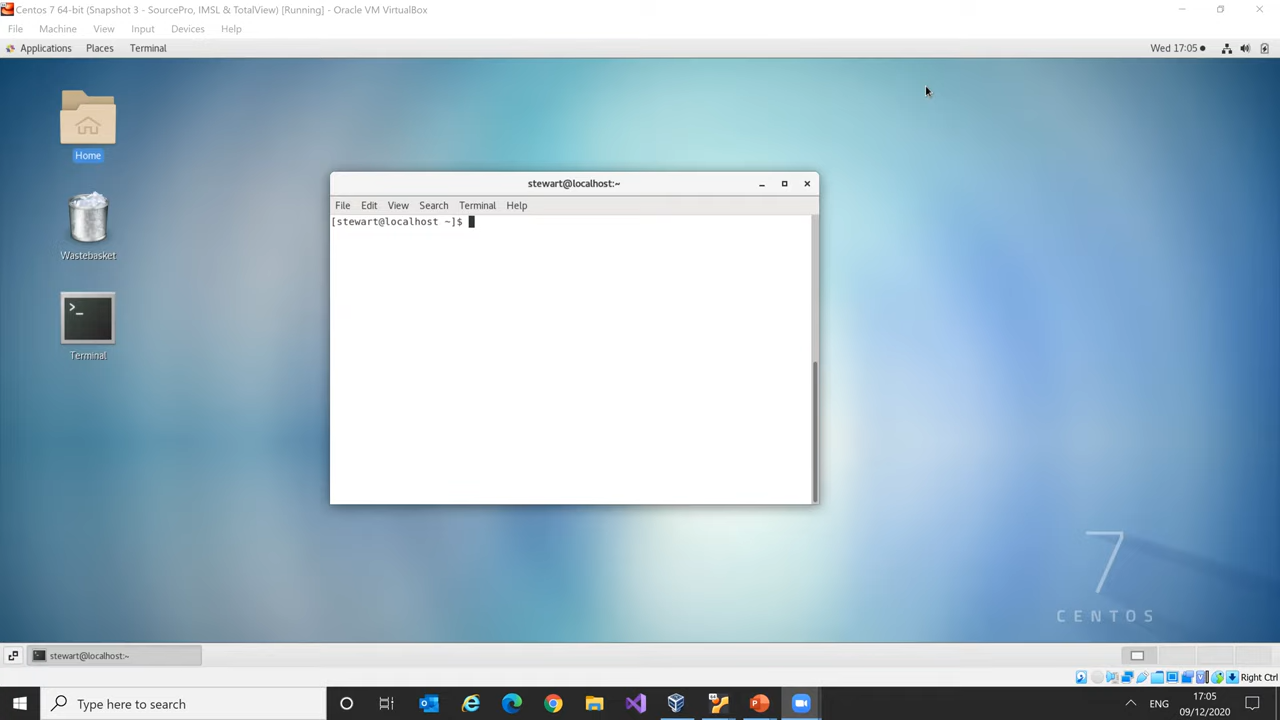 Centos 7 64-bit (Snapshot 3 - SourcePro, IMSL & TotalView) [Running] - Oracle VM VirtualBox
File Machine View Input Devices Help
Applications Places Terminal Wed 17:05
Home
stewart@localhost:~
File Edit View Search Terminal Help
[stewart@localhost ~]$
Wastebasket
>_
Terminal
7
CENTOS
stewart@localhost:~
Right Ctrl
Type here to search
ENG
17:05
09/12/2020